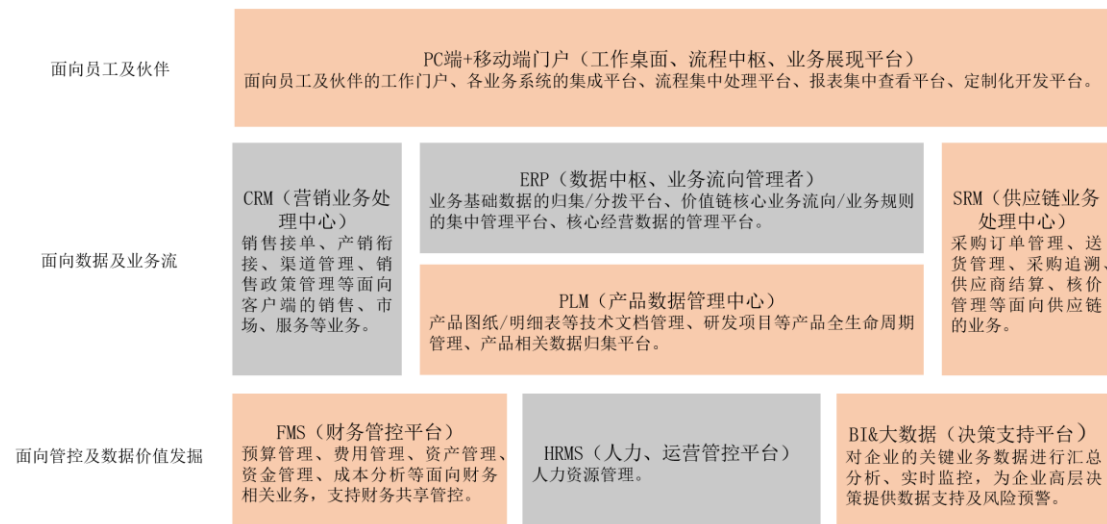 面向员工及伙伴
PC端+移动端门户（工作桌面、流程中枢、业务展现平台）
面向员工及伙伴的工作门户、各业务系统的集成平台、流程集中处理平台、报表集中查看平台、定制化开发平台。
面向数据及业务流
CRM（营销业务处
理中心）
销售接单、产销衔
接、渠道管理、销
售政策管理等面向
客户端的销售、市
场、服务等业务。
ERP（数据中枢、业务流向管理者）
业务基础数据的归集/分拨平台、价值链核心业务流向/业务规则
的集中管理平台、核心经营数据的管理平台。
PLM（产品数据管理中心）
产品图纸/明细表等技术文档管理、研发项目等产品全生命周期
管理、产品相关数据归集平台。
SRM（供应链业务
处理中心）
采购订单管理、送
货管理、采购追溯、
供应商结算、核价
管理等面向供应链
的业务。
面向管控及数据价值发掘
FMS（财务管控平台）
预算管理、费用管理、资产管理、
资金管理、成本分析等面向财务
相关业务，支持财务共享管控。
HRMS（人力、运营管控平台）
人力资源管理。
BI&大数据（决策支持平台）
对企业的关键业务数据进行汇总
分析、实时监控，为企业高层决
策提供数据支持及风险预警。